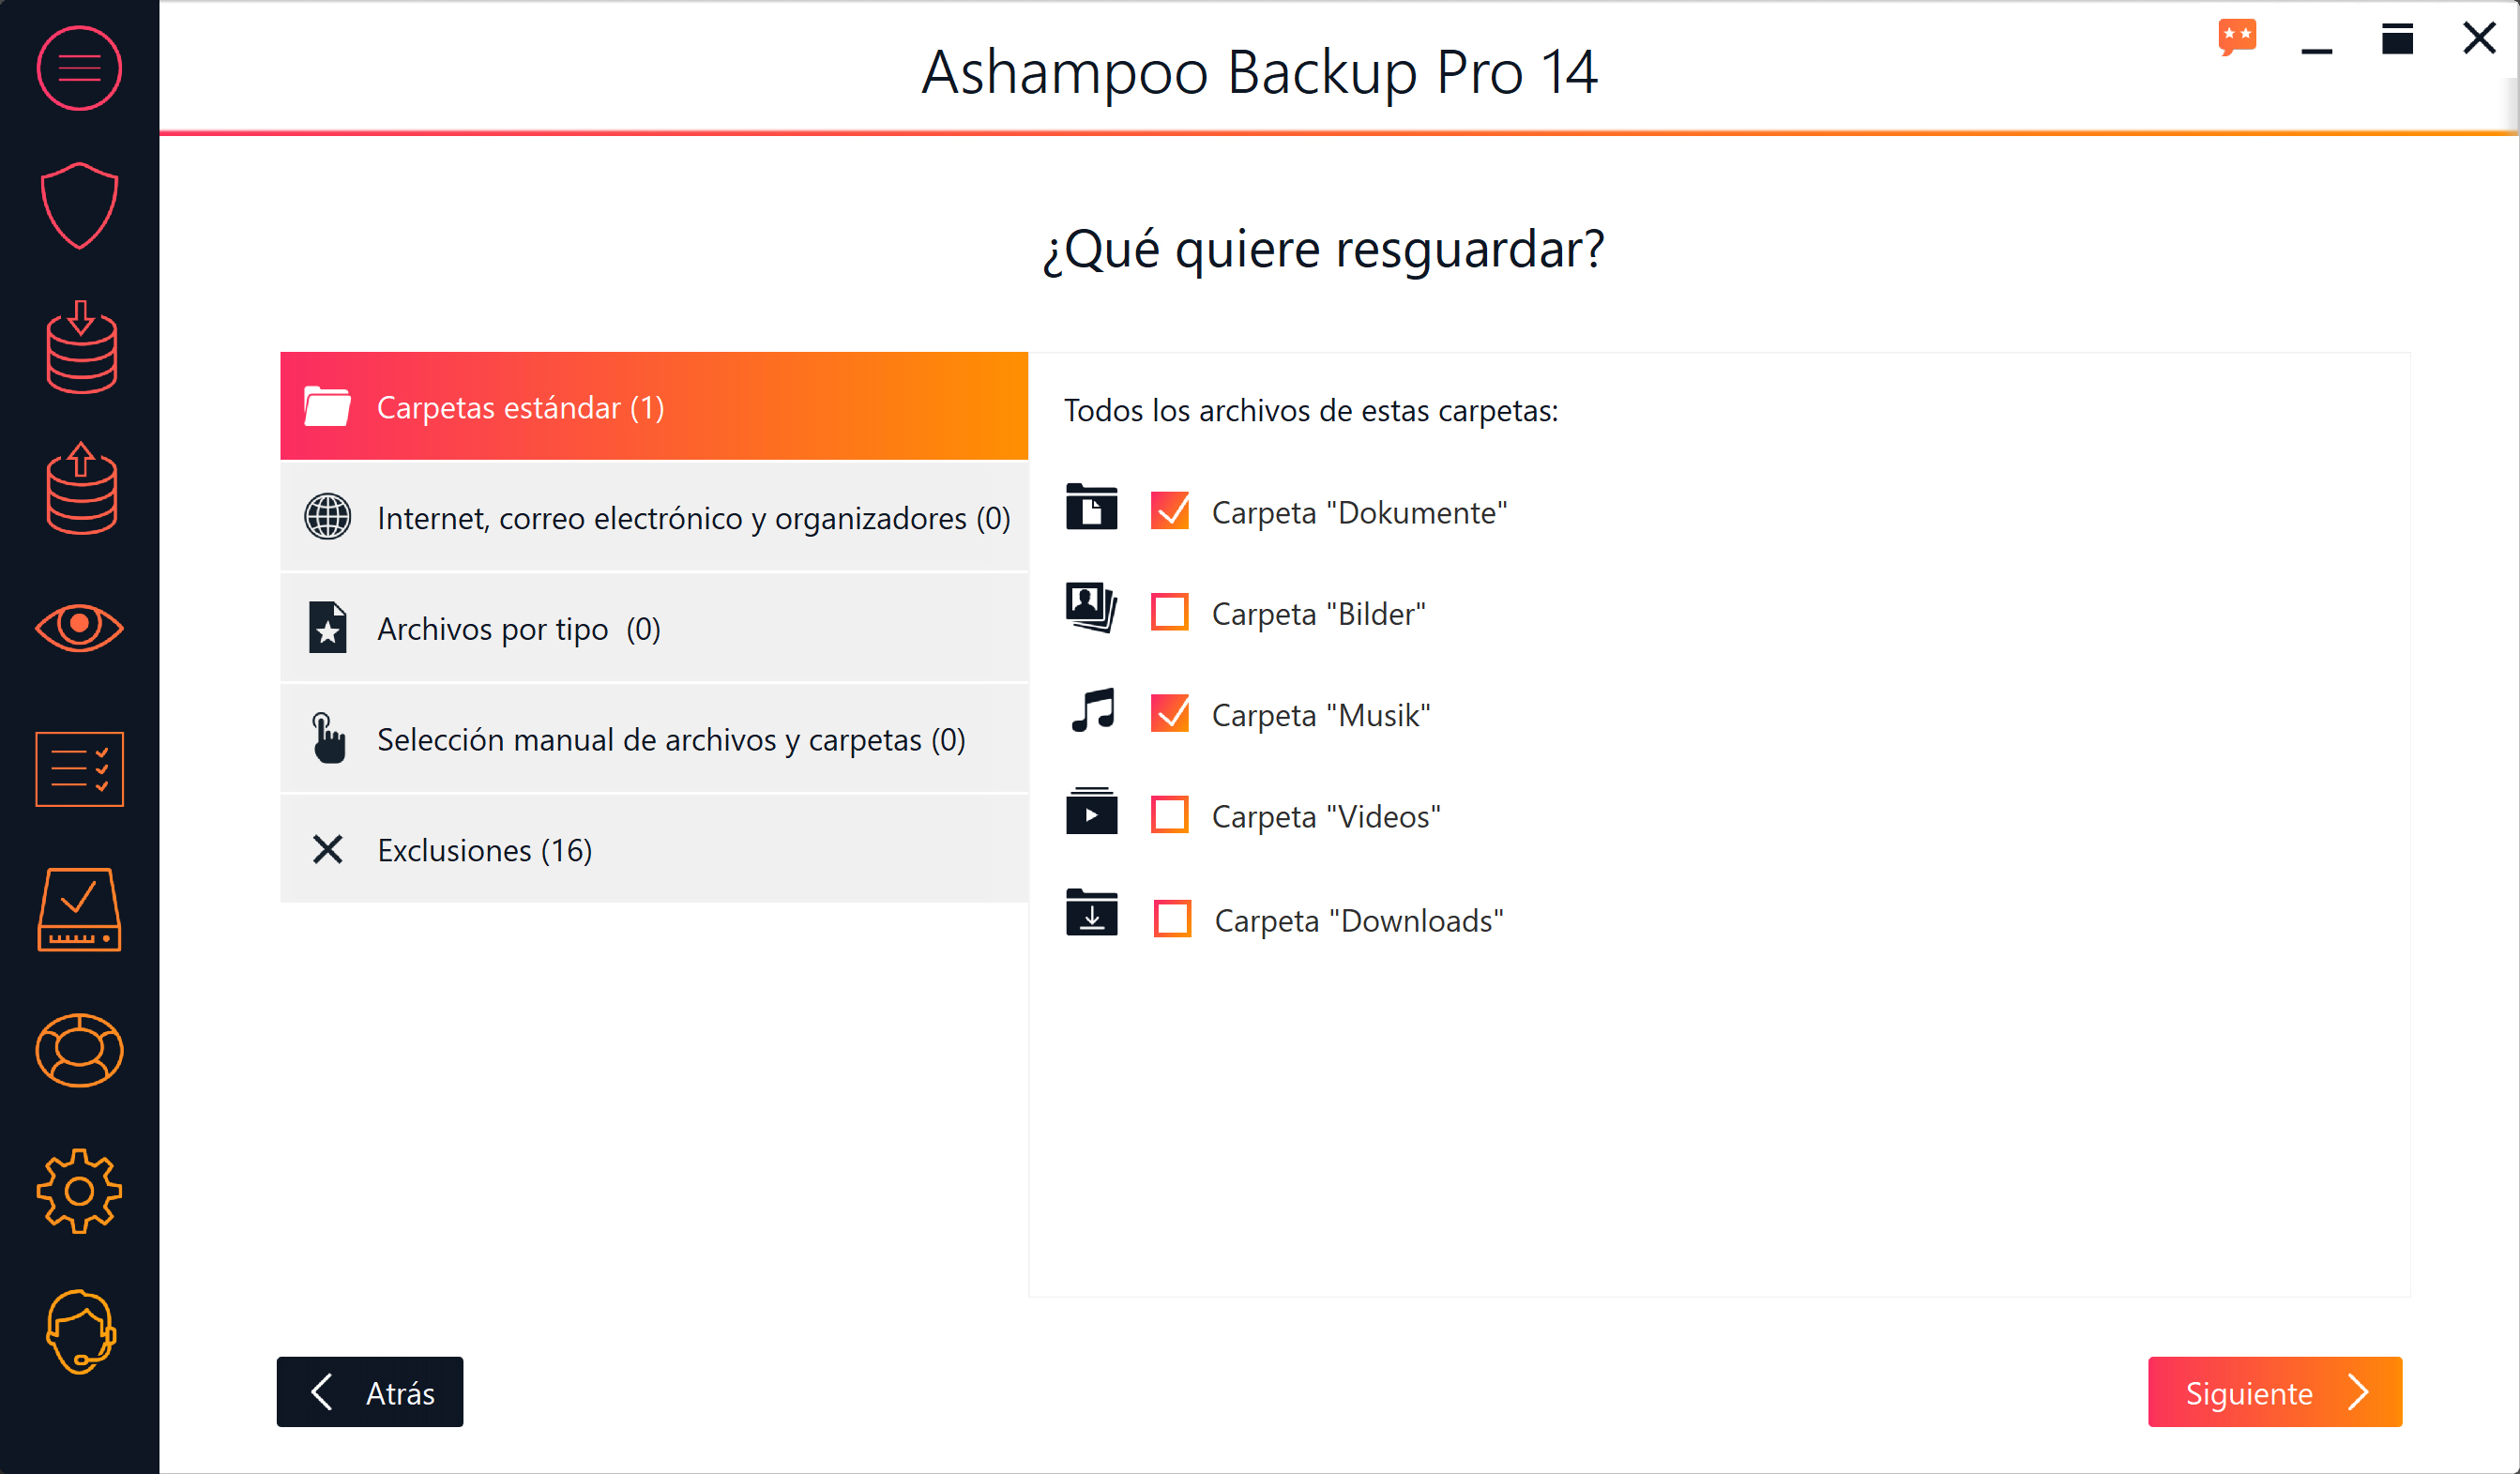 Ashampoo Backup Pro 14
¿Qué quiere resguardar?
Carpetas estándar (1)
Internet, correo electrónico y organizadores (0)
Archivos por tipo  (0)
Selección manual de archivos y carpetas (0)
Exclusiones (16)
Todos los archivos de estas carpetas:
Carpeta "Dokumente"
Carpeta "Bilder"
Carpeta "Musik"
Carpeta "Videos"
Carpeta "Downloads"
Atrás
Siguiente